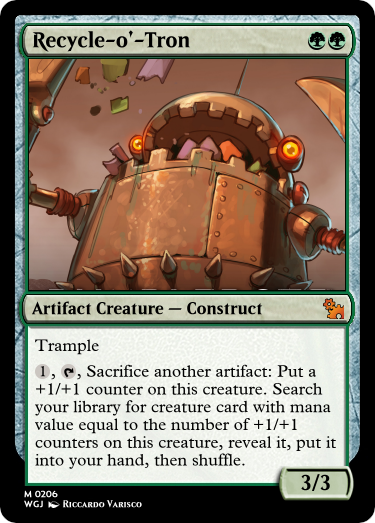 Recycle-o'-Tron
Artifact Creature — Construct
Trample
1, Sacrifice another artifact: Put a
+1/+1 counter on this creature. Search
your library for creature card with mana
value equal to the number of +1/+1
counters on this creature, reveal it, put it
into your hand, then shuffle.
3/3
M 0206
WGJ Riccardo Varisco